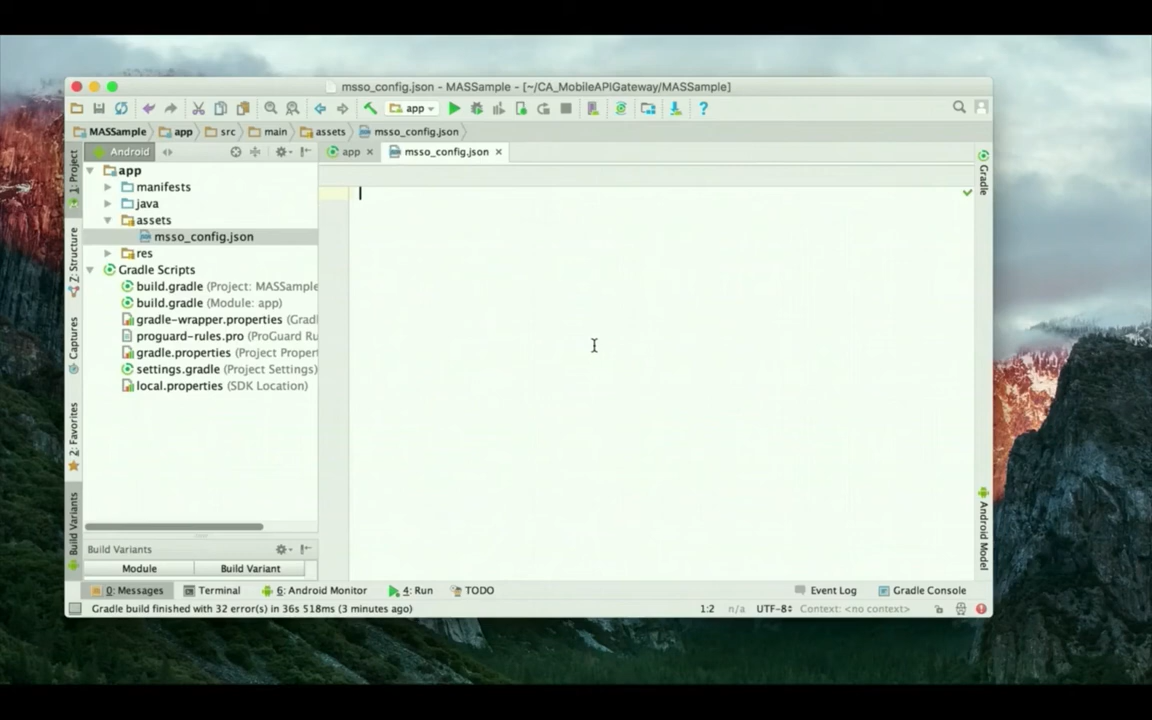 msso_config.json - MASSample - [~/CA_MobileAPIGateway/MASSample]
app
MASSample app src main assets msso_config.json
Android
app
msso_config.json
1: Project
Z: Structure
Captures
2: Favorites
Build Variants
app
manifests
java
assets
msso_config.json
res
Gradle Scripts
build.gradle (Project: MASSample
build.gradle (Module: app)
gradle-wrapper.properties (Grad
proguard-rules.pro (ProGuard Ru
gradle.properties (Project Proper
settings.gradle (Project Settings)
local.properties (SDK Location)
Gradle
Android Model
Build Variants
Module Build Variant
0: Messages Terminal 6: Android Monitor 4: Run TODO Event Log Gradle Console
Gradle build finished with 32 error(s) in 36s 518ms (3 minutes ago) 1:2 n/a UTF-8 Context: <no context>